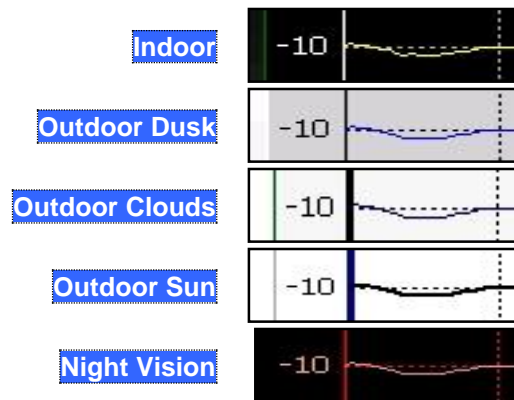 Indoor -10
Outdoor Dusk -10
Outdoor Clouds -10
Outdoor Sun -10
Night Vision -10